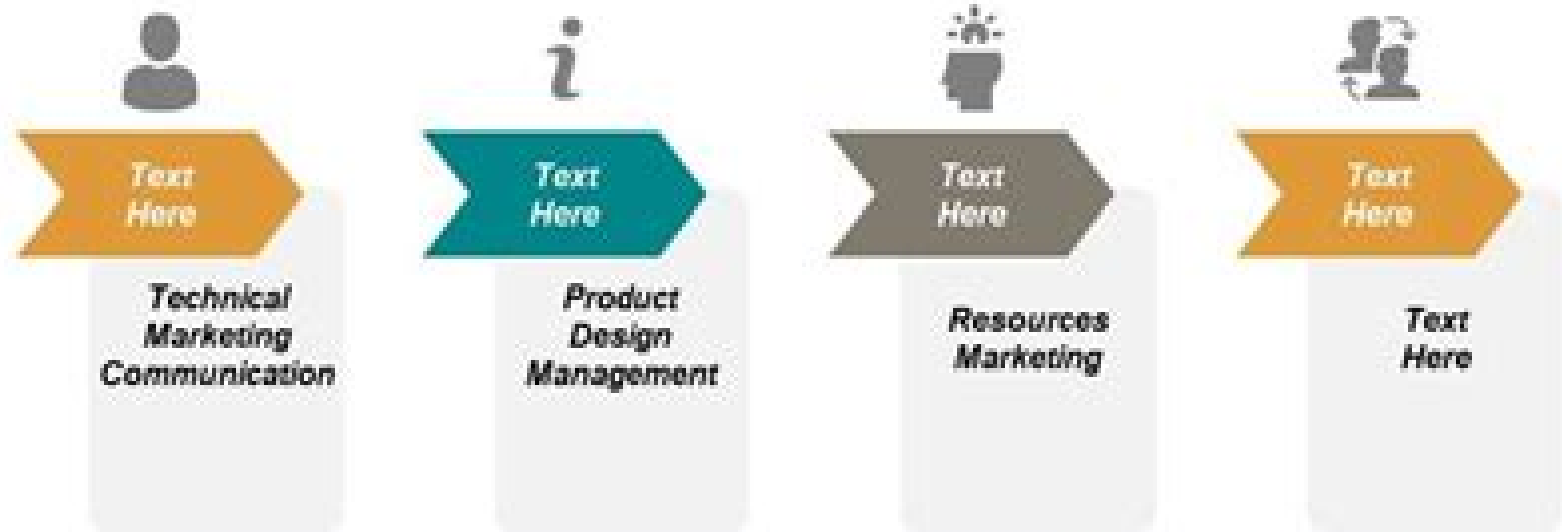 Text
Here
Technical
Marketing
Communication
Text
Here
Product
Design
Management
Text
Here
Resources
Marketing
Text
Here
Text
Here